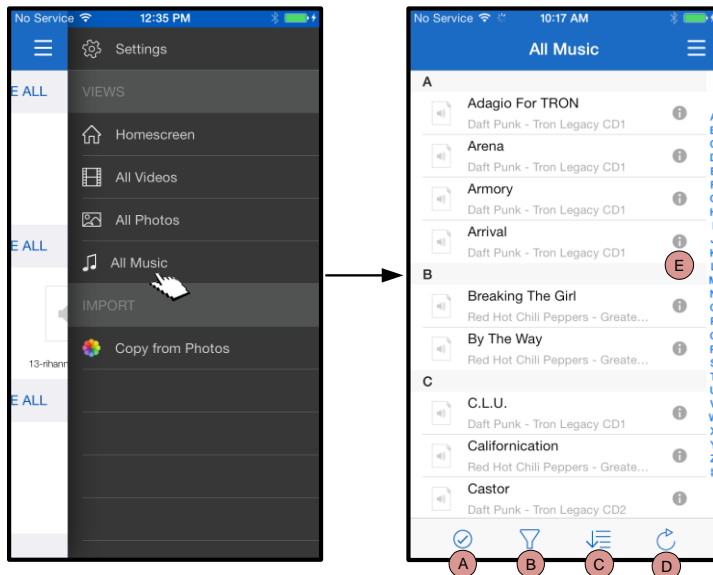 No Service 12:35 PM
Settings
E ALL
VIEWS
Homescreen
All Videos
All Photos
E ALL
All Music
IMPORT
Copy from Photos
13-rihann
E ALL
No Service 10:17 AM
All Music
A
Adagio For TRON
Daft Punk - Tron Legacy CD1
Arena
Daft Punk - Tron Legacy CD1
Armory
Daft Punk - Tron Legacy CD1
Arrival
Daft Punk - Tron Legacy CD1
E
B
Breaking The Girl
Red Hot Chili Peppers - Greate...
By The Way
Red Hot Chili Peppers - Greate...
C
C.L.U.
Daft Punk - Tron Legacy CD1
Californication
Red Hot Chili Peppers - Greate...
Castor
Daft Punk - Tron Legacy CD2
A B C D